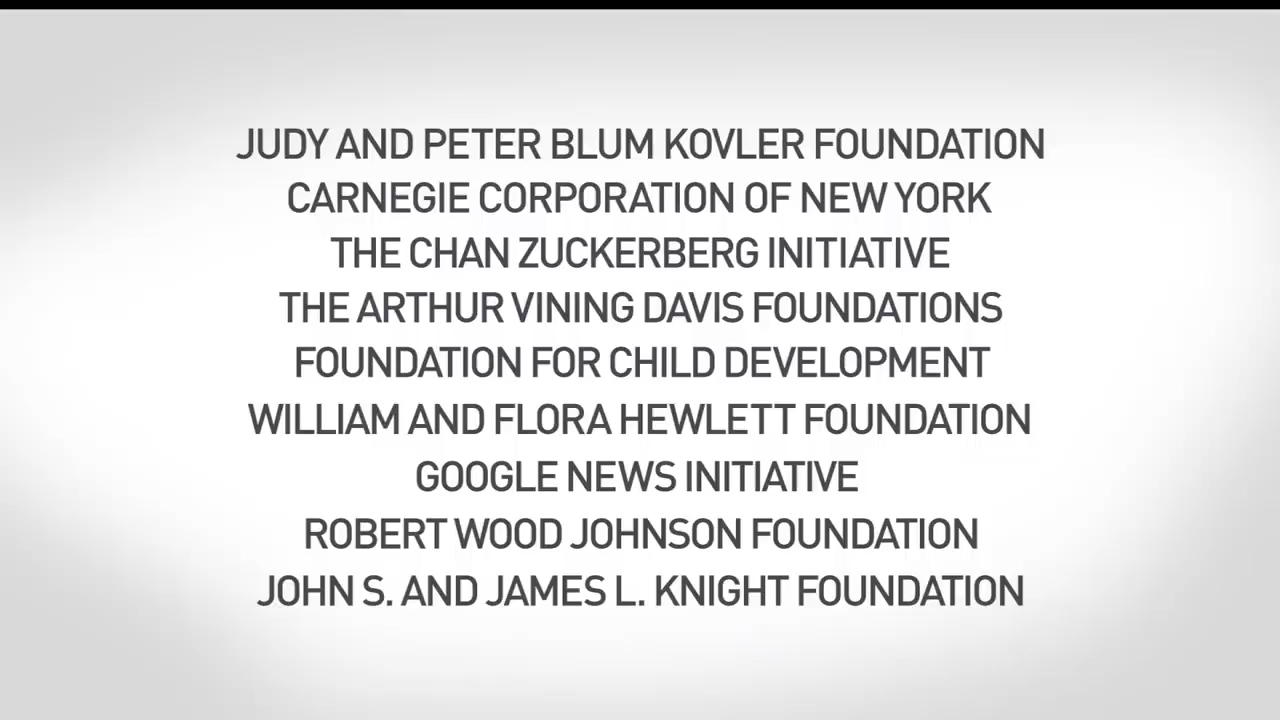 JUDY AND PETER BLUM KOVLER FOUNDATION
CARNEGIE CORPORATION OF NEW YORK
THE CHAN ZUCKERBERG INITIATIVE
THE ARTHUR VINING DAVIS FOUNDATIONS
FOUNDATION FOR CHILD DEVELOPMENT
WILLIAM AND FLORA HEWLETT FOUNDATION
GOOGLE NEWS INITIATIVE
ROBERT WOOD JOHNSON FOUNDATION
JOHN S. AND JAMES L. KNIGHT FOUNDATION